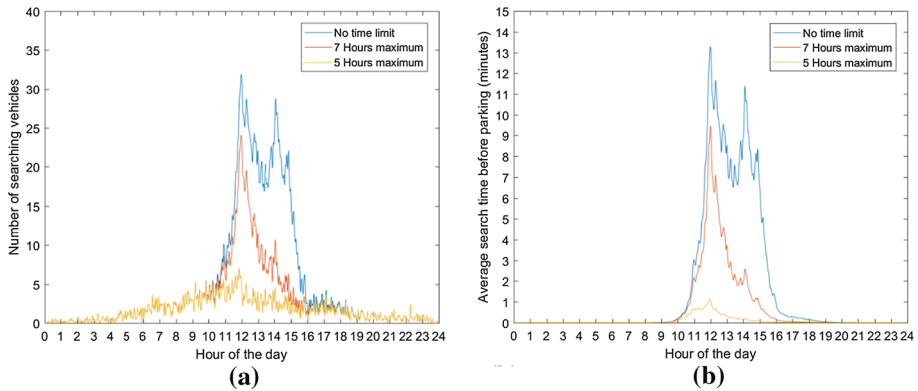 40
35
30
25
20
15
10
5
0
Number of searching vehicles
No time limit
7 Hours maximum
5 Hours maximum
0 1 2 3 4 5 6 7 8 9 10 11 12 13 14 15 16 17 18 19 20 21 22 23 24
Hour of the day
(a)
15
14
13
12
11
10
9
8
7
6
5
4
3
2
1
0
Average search time before parking (minutes)
No time limit
7 Hours maximum
5 Hours maximum
0 1 2 3 4 5 6 7 8 9 10 11 12 13 14 15 16 17 18 19 20 21 22 23 24
Hour of the day
(b)